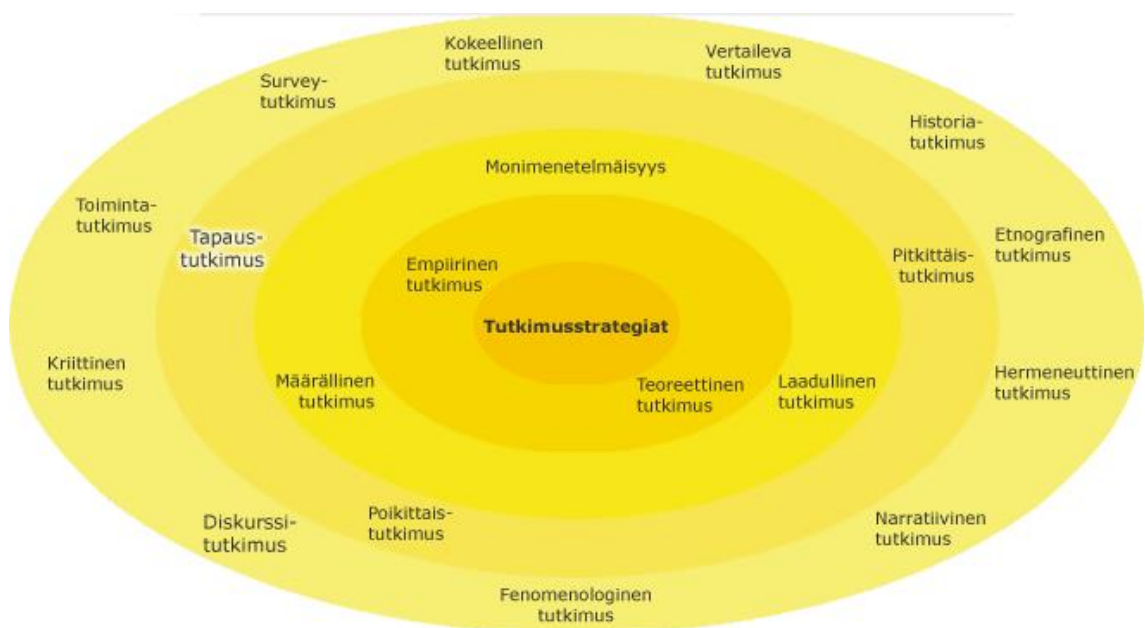 Kokeellinen
tutkimus
Vertaileva
tutkimus
Survey-
tutkimus
Historia-
tutkimus
Monimenetelmäisyys
Toiminta-
tutkimus
Tapaus-
tutkimus
Etnografinen
tutkimus
Pitkittäis-
tutkimus
Empiirinen
tutkimus
Tutkimusstrategiat
Kriittinen
tutkimus
Määrällinen
tutkimus
Teoreettinen
tutkimus
Laadullinen
tutkimus
Hermeneuttinen
tutkimus
Diskurssi-
tutkimus
Poikittais-
tutkimus
Narratiivinen
tutkimus
Fenomenologinen
tutkimus